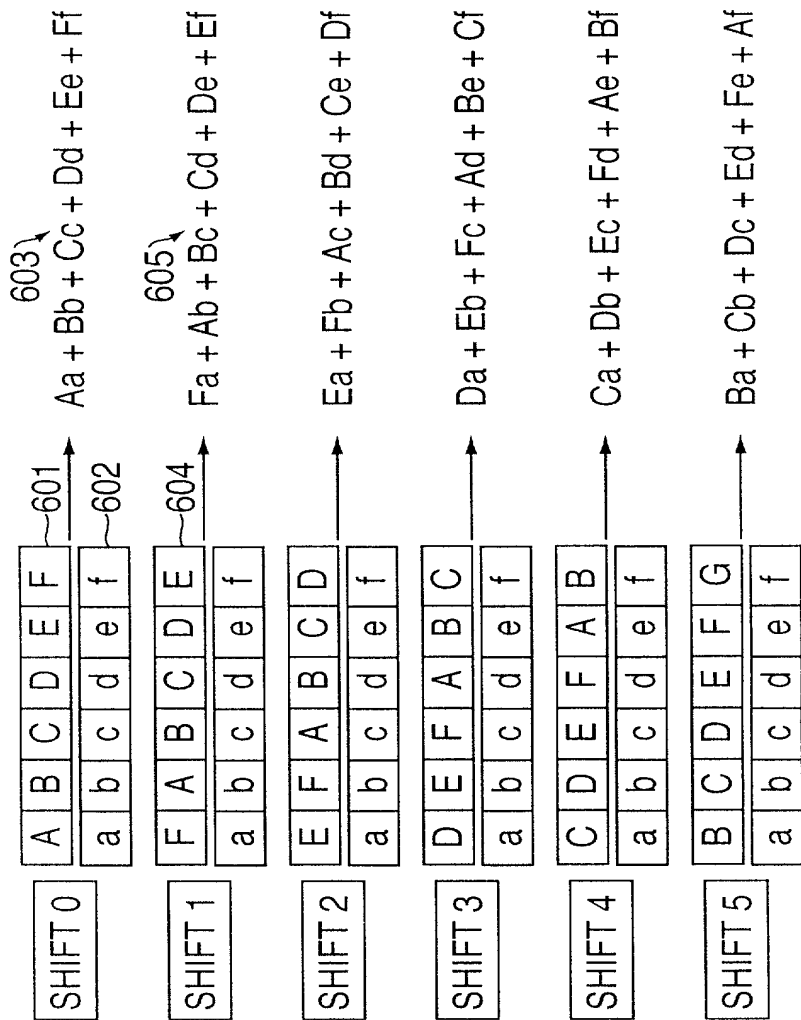 603
SHIFT 0 A B C D E F 601 Aa + Bb + Cc + Dd + Ee + Ff
a b c d e f 602
605
SHIFT 1 F A B C D E 604 Fa + Ab + Bc + Cd + De + Ef
a b c d e f
SHIFT 2 E F A B C D Ea + Fb + Ac + Bd + Ce + Df
a b c d e f
SHIFT 3 D E F A B C Da + Eb + Fc + Ad + Be + Cf
a b c d e f
SHIFT 4 C D E F A B Ca + Db + Ec + Fd + Ae + Bf
a b c d e f
SHIFT 5 B C D E F G Ba + Cb + Dc + Ed + Fe + Af
a b c d e f